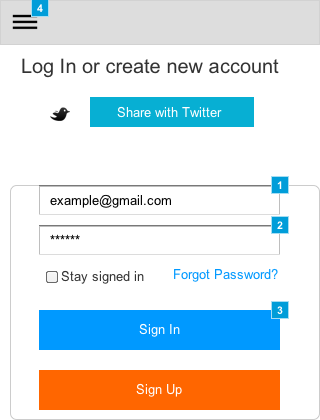 4
Log In or create new account
Share with Twitter
1
example@gmail.com
2
******
Stay signed in
Forgot Password?
3
Sign In
Sign Up